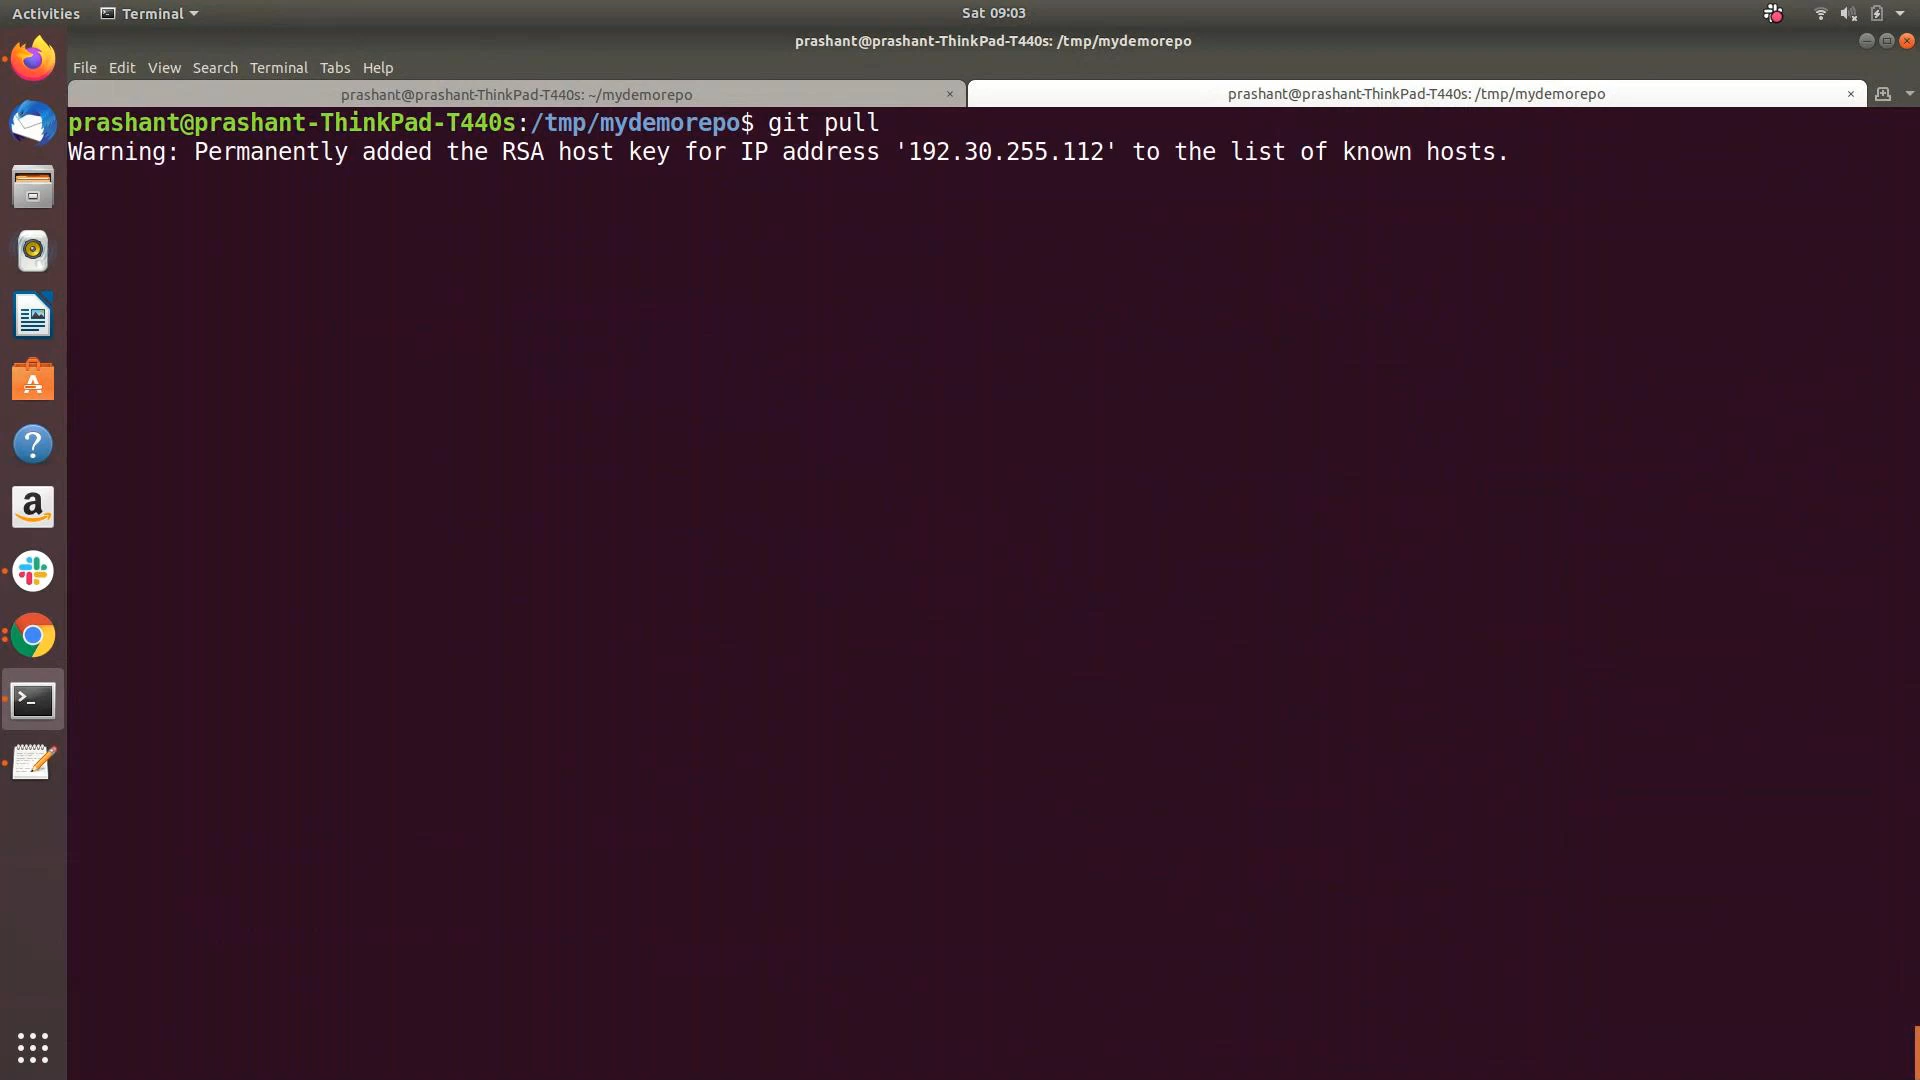 Activities Terminal Sat 09:03
prashant@prashant-ThinkPad-T440s: /tmp/mydemorepo
File Edit View Search Terminal Tabs Help
prashant@prashant-ThinkPad-T440s: ~/mydemorepo × prashant@prashant-ThinkPad-T440s: /tmp/mydemorepo ×
prashant@prashant-ThinkPad-T440s:/tmp/mydemorepo$ git pull
Warning: Permanently added the RSA host key for IP address '192.30.255.112' to the list of known hosts.